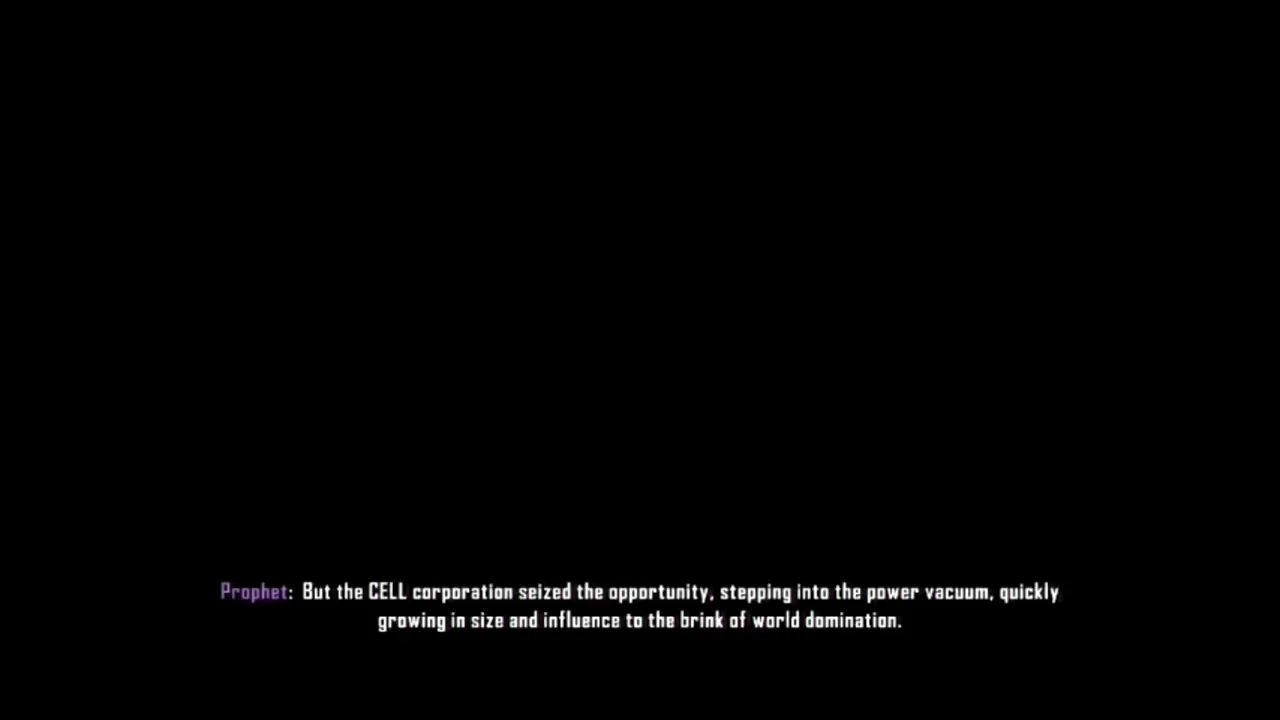 Prophet: But the CELL corporation seized the opportunity, stepping into the power vacuum, quickly
growing in size and influence to the brink of world domination.